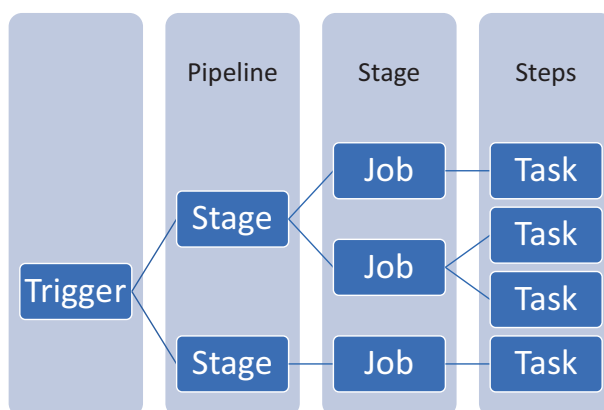 Pipeline Stage Steps
Job Task
Stage Task
Job
Trigger Task
Stage Job Task